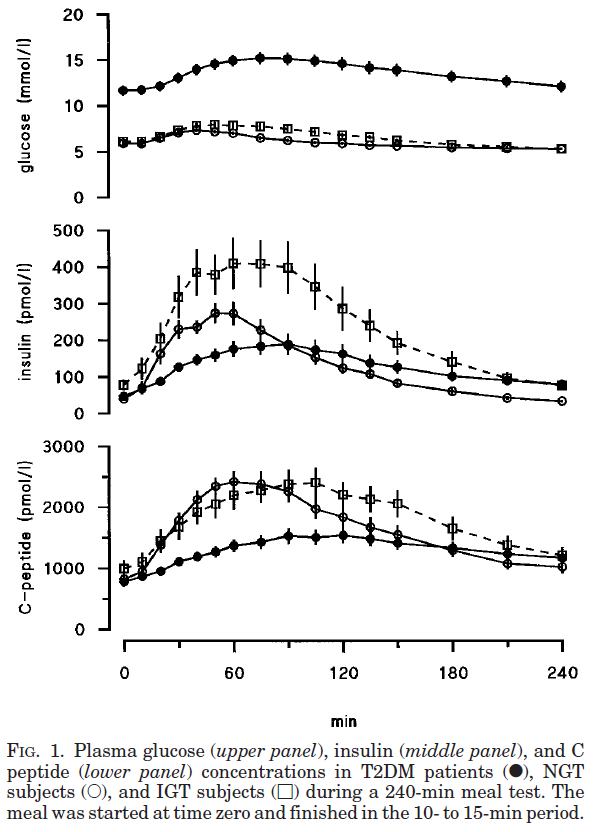 20
15
10
5
0
glucose (mmol/l)
500
400
300
200
100
0
insulin (pmol/l)
3000
2000
1000
0
C-peptide (pmol/l)
0 60 120 180 240
min
FIG. 1. Plasma glucose (upper panel), insulin (middle panel), and C
peptide (lower panel) concentrations in T2DM patients (●), NGT
subjects (○), and IGT subjects (□) during a 240-min meal test. The
meal was started at time zero and finished in the 10- to 15-min period.